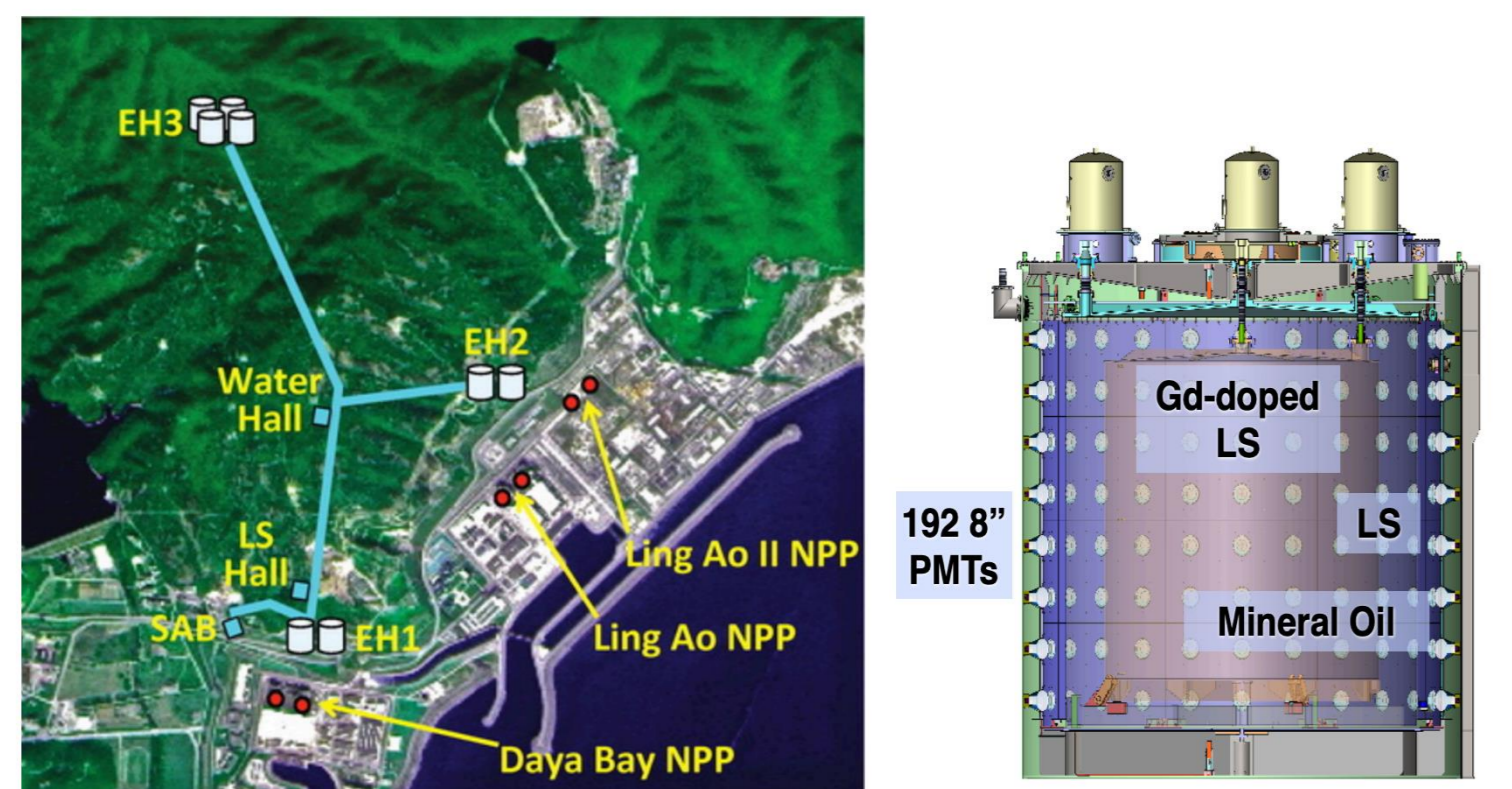 EH3
EH2
Water
Hall
LS
Hall
SAB
EH1
Ling Ao II NPP
Ling Ao NPP
Daya Bay NPP
Gd-doped
LS
192 8”
PMTs
LS
Mineral Oil